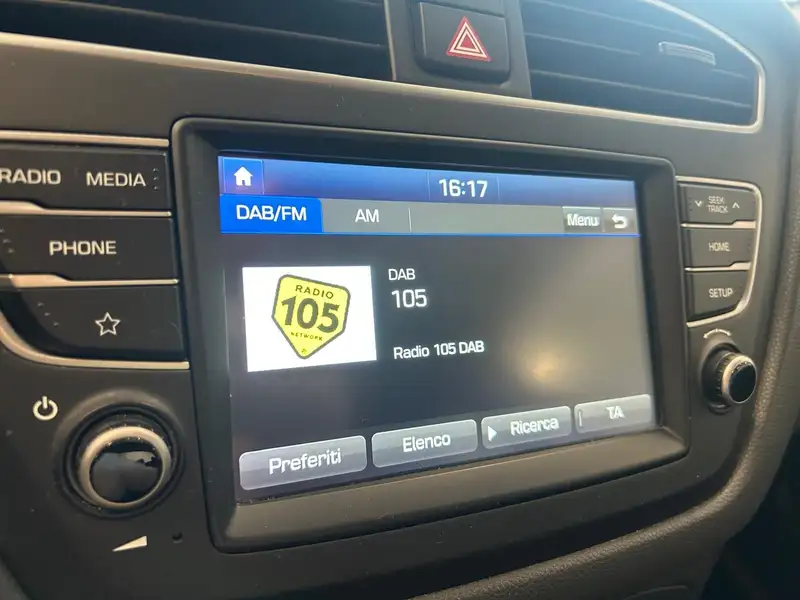 RADIO MEDIA
PHONE
16:17
DAB/FM AM Menu
RADIO
105
NETWORK
DAB
105
Radio 105 DAB
Preferiti Elenco Ricerca TA
SEEK
TRACK
HOME
SETUP